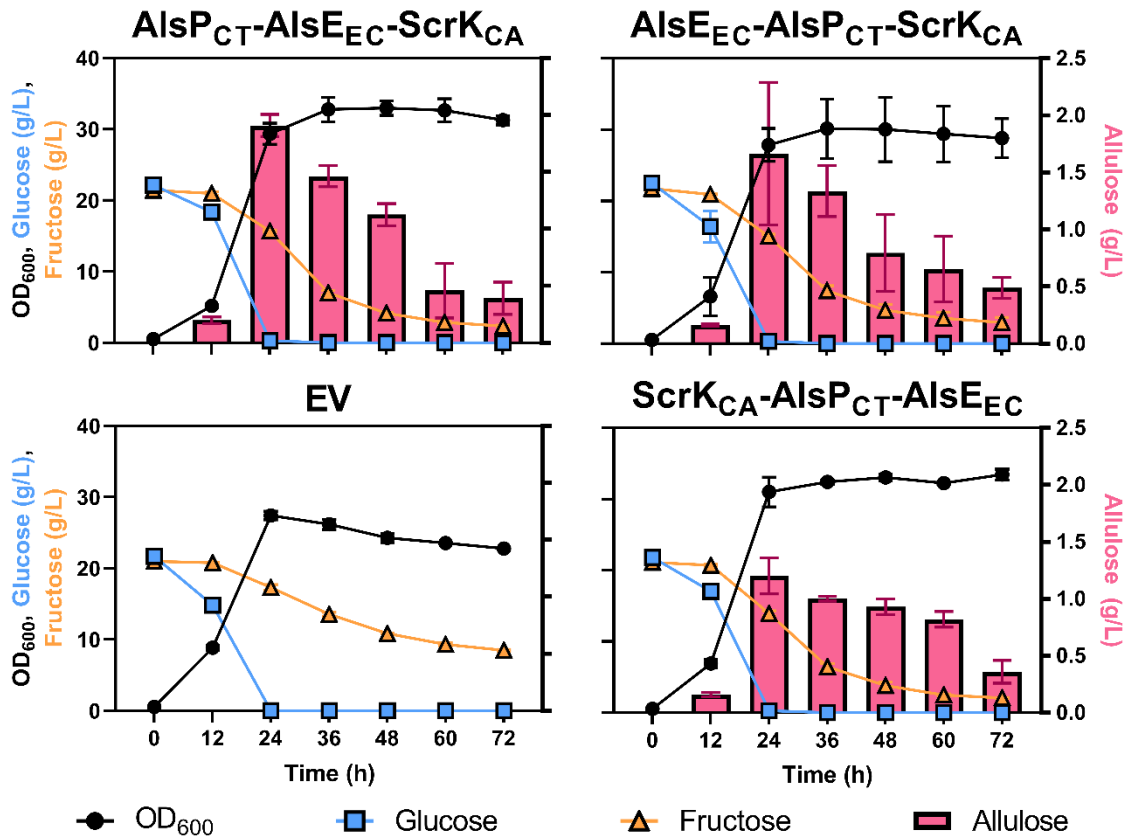 AlsPCT-AlsEEC-ScrKCA
AlsEEC-AlsPCT-ScrKCA
OD600, Glucose (g/L),
Fructose (g/L)
40
30
20
10
0
2.5
2.0
1.5
1.0
0.5
0.0
Allulose (g/L)
EV
ScrKCA-AlsPCT-AlsEEC
OD600, Glucose (g/L),
Fructose (g/L)
40
30
20
10
0
2.5
2.0
1.5
1.0
0.5
0.0
Allulose (g/L)
0 12 24 36 48 60 72
0 12 24 36 48 60 72
Time (h)
Time (h)
OD600 Glucose Fructose Allulose